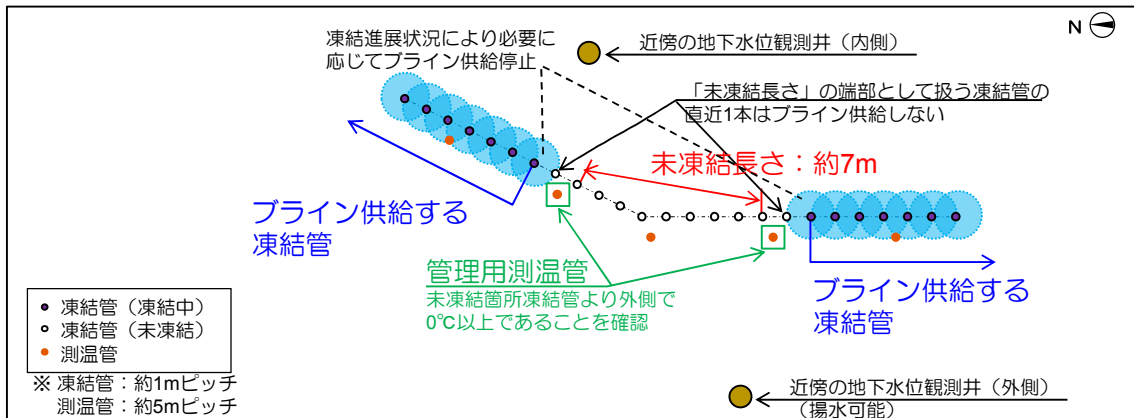 N
凍結進展状況により必要に
応じてブライン供給停止
近傍の地下水位観測井（内側）
「未凍結長さ」の端部として扱う凍結管の
直近1本はブライン供給しない
未凍結長さ：約7m
ブライン供給する
凍結管
管理用測温管
未凍結箇所凍結管より外側で
0℃以上であることを確認
ブライン供給する
凍結管
凍結管（凍結中）
凍結管（未凍結）
測温管
※ 凍結管：約1mピッチ
測温管：約5mピッチ
近傍の地下水位観測井（外側）
（揚水可能）